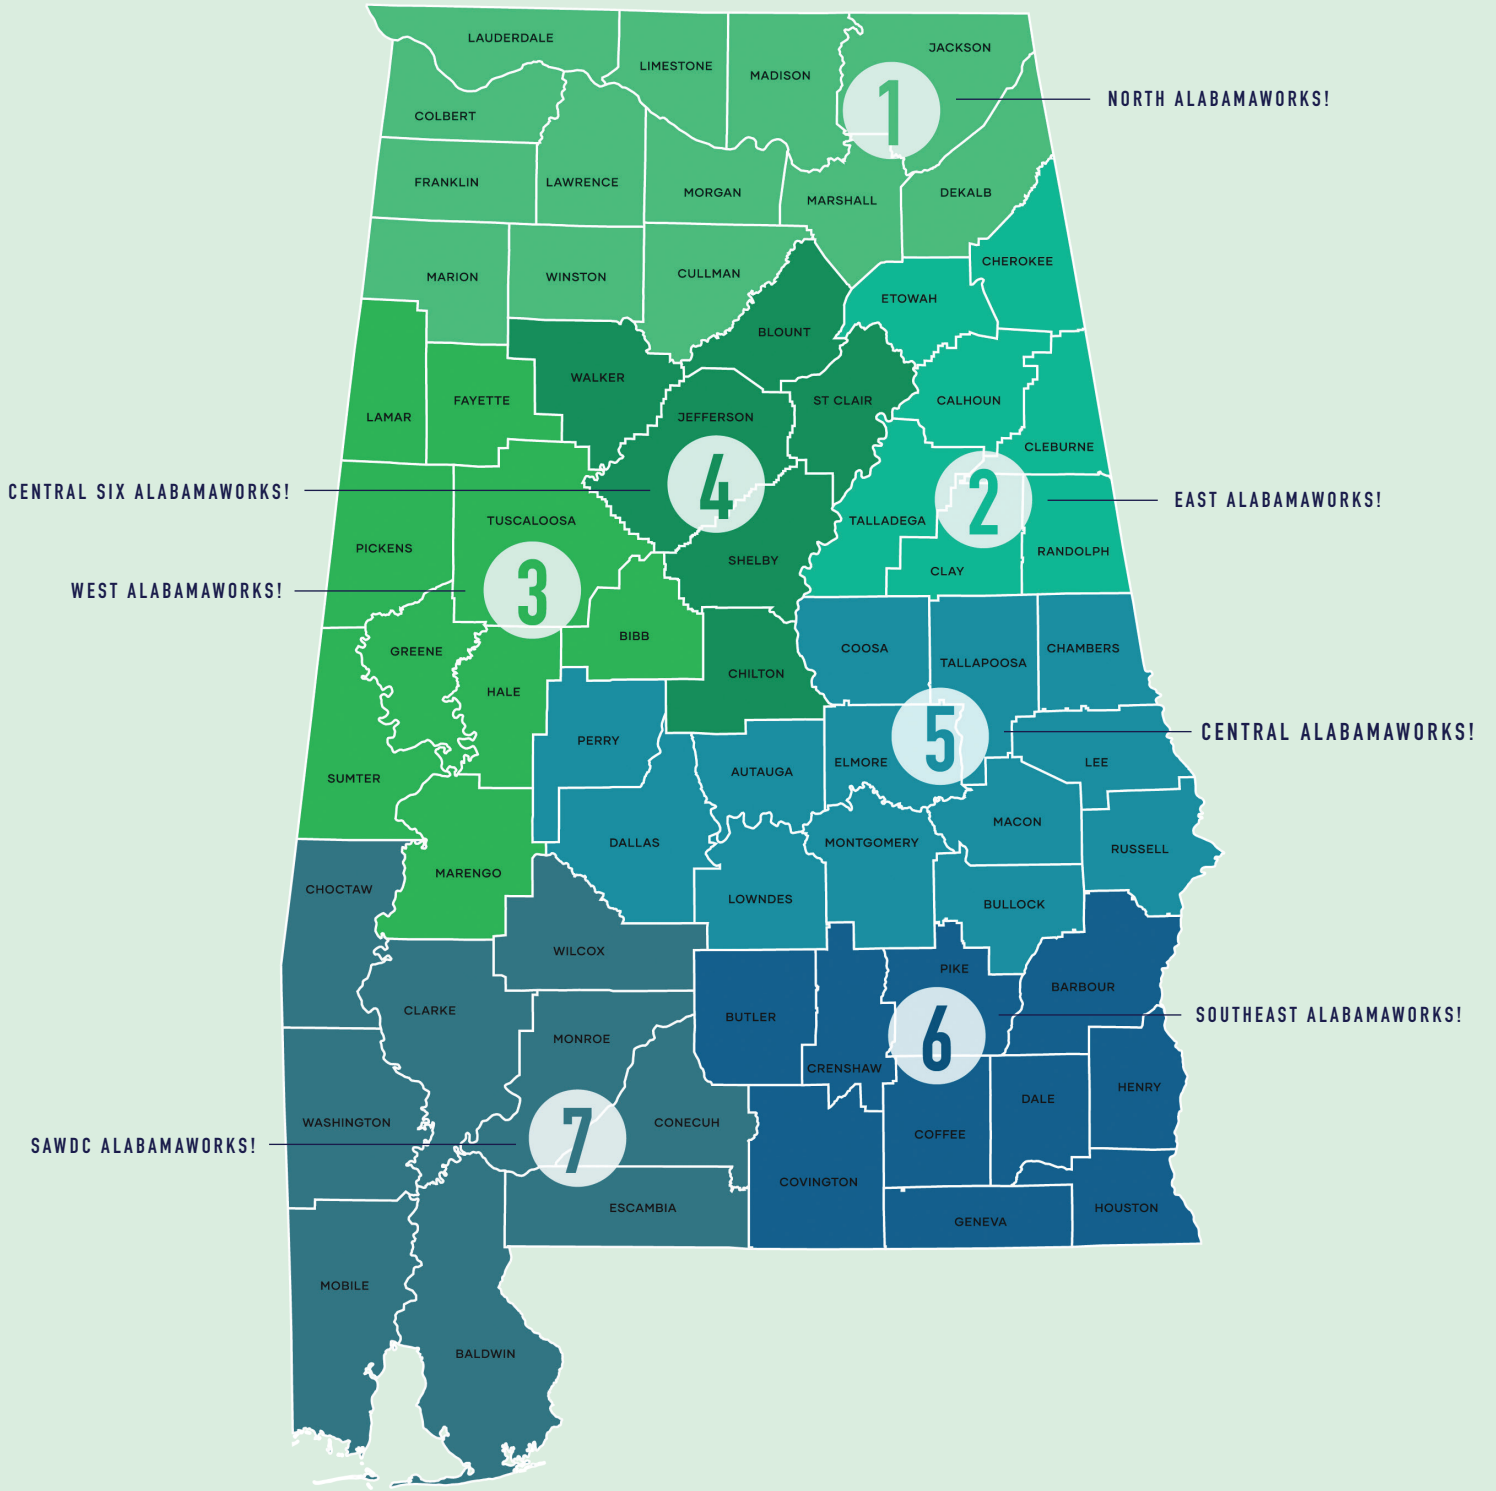 LAUDERDALE
LIMESTONE
MADISON
JACKSON
1
NORTH ALABAMAWORKS!
COLBERT
FRANKLIN
LAWRENCE
MORGAN
MARSHALL
DEKALB
MARION
WINSTON
CULLMAN
CHEROKEE
ETOWAH
BLOUNT
WALKER
ST CLAIR
CALHOUN
LAMAR
FAYETTE
JEFFERSON
CLEBURNE
CENTRAL SIX ALABAMAWORKS!
4
2
EAST ALABAMAWORKS!
TUSCALOOSA
TALLADEGA
PICKENS
SHELBY
RANDOLPH
CLAY
WEST ALABAMAWORKS!
3
BIBB
GREENE
COOSA
TALLAPOOSA
CHAMBERS
HALE
CHILTON
PERRY
5
CENTRAL ALABAMAWORKS!
SUMTER
AUTAUGA
ELMORE
LEE
DALLAS
MONTGOMERY
MACON
RUSSELL
CHOCTAW
MARENGO
LOWNDES
BULLOCK
WILCOX
PIKE
BARBOUR
CLARKE
BUTLER
SOUTHEAST ALABAMAWORKS!
MONROE
6
CRENSHAW
HENRY
DALE
WASHINGTON
CONECUH
COFFEE
SAWDC ALABAMAWORKS!
7
COVINGTON
ESCAMBIA
GENEVA
HOUSTON
MOBILE
BALDWIN